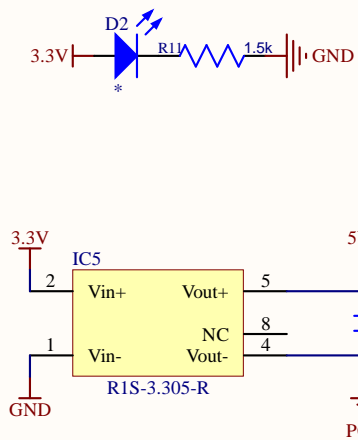 D2
3.3V
R11
1.5k
GND
*
3.3V
5V
IC5
2
Vin+
Vout+
5
NC
8
1
Vin-
Vout-
4
R1S-3.305-R
GND